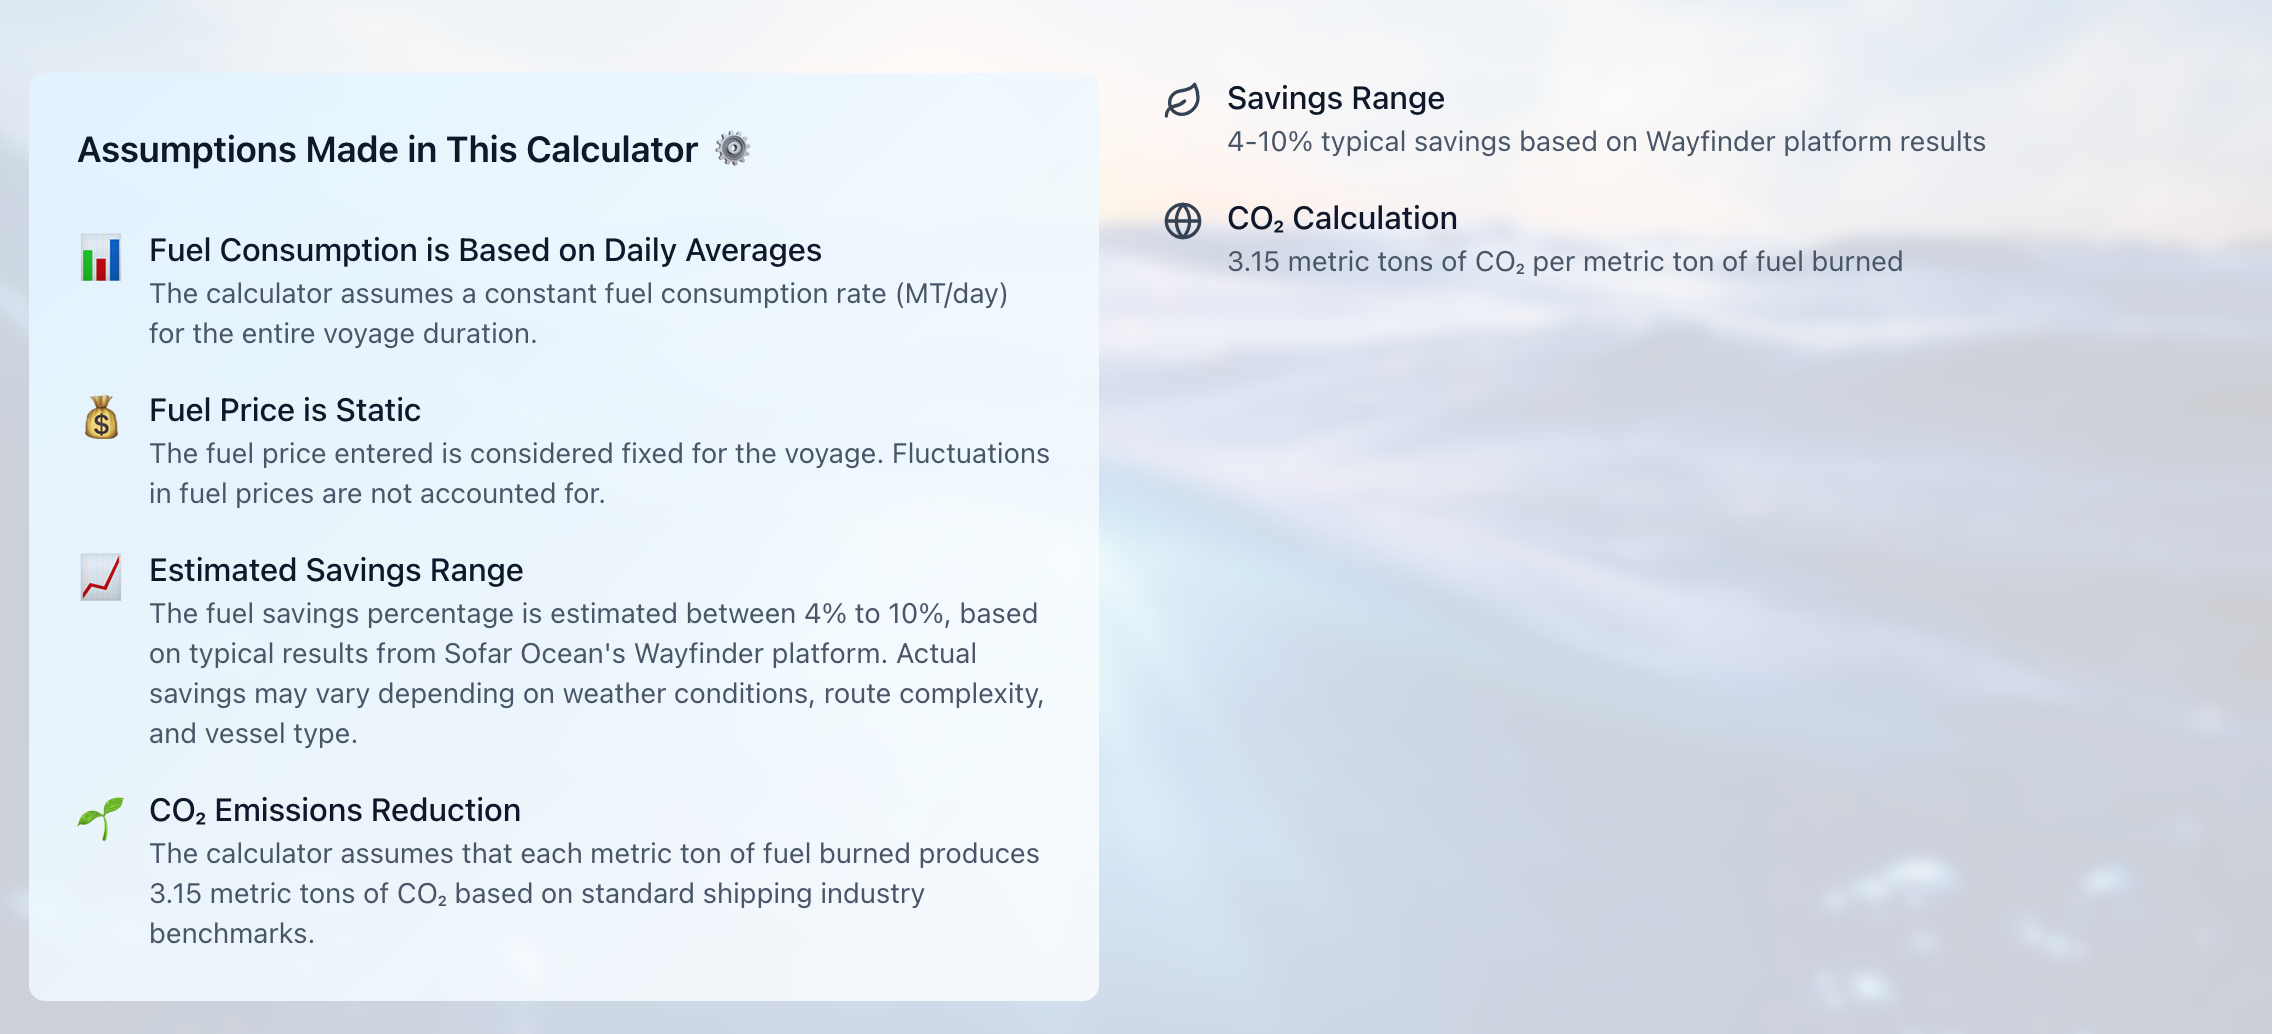 Assumptions Made in This Calculator ⚙️
Fuel Consumption is Based on Daily Averages
The calculator assumes a constant fuel consumption rate (MT/day)
for the entire voyage duration.
Fuel Price is Static
The fuel price entered is considered fixed for the voyage. Fluctuations
in fuel prices are not accounted for.
Estimated Savings Range
The fuel savings percentage is estimated between 4% to 10%, based
on typical results from Sofar Ocean's Wayfinder platform. Actual
savings may vary depending on weather conditions, route complexity,
and vessel type.
CO₂ Emissions Reduction
The calculator assumes that each metric ton of fuel burned produces
3.15 metric tons of CO₂ based on standard shipping industry
benchmarks.
Savings Range
4-10% typical savings based on Wayfinder platform results
CO₂ Calculation
3.15 metric tons of CO₂ per metric ton of fuel burned